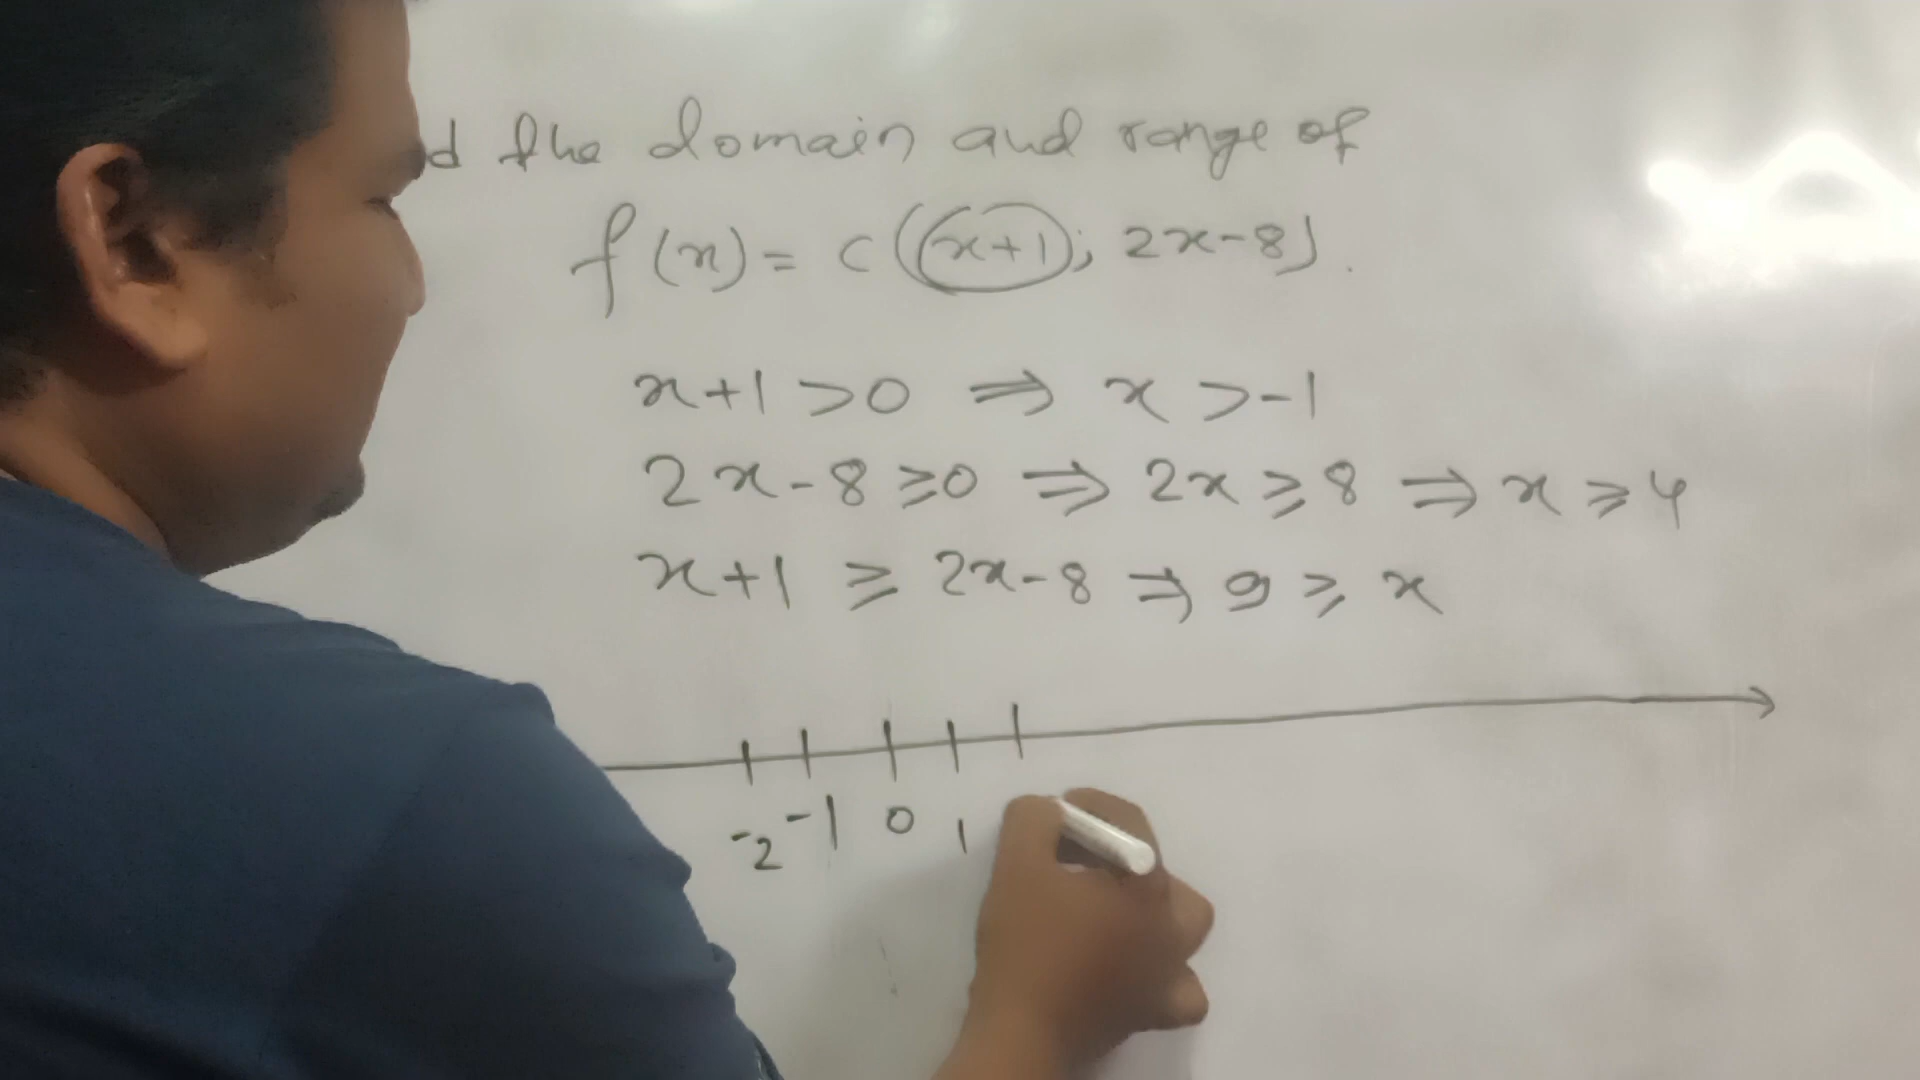 d the domain and range of
f(x) = C(x+1; 2x-8).
x+1 > 0 ⇒ x > -1
2x-8 ≥ 0 ⇒ 2x ≥ 8 ⇒ x ≥ 4
x+1 ≥ 2x-8 ⇒ 9 ≥ x
-2 -1 0 1